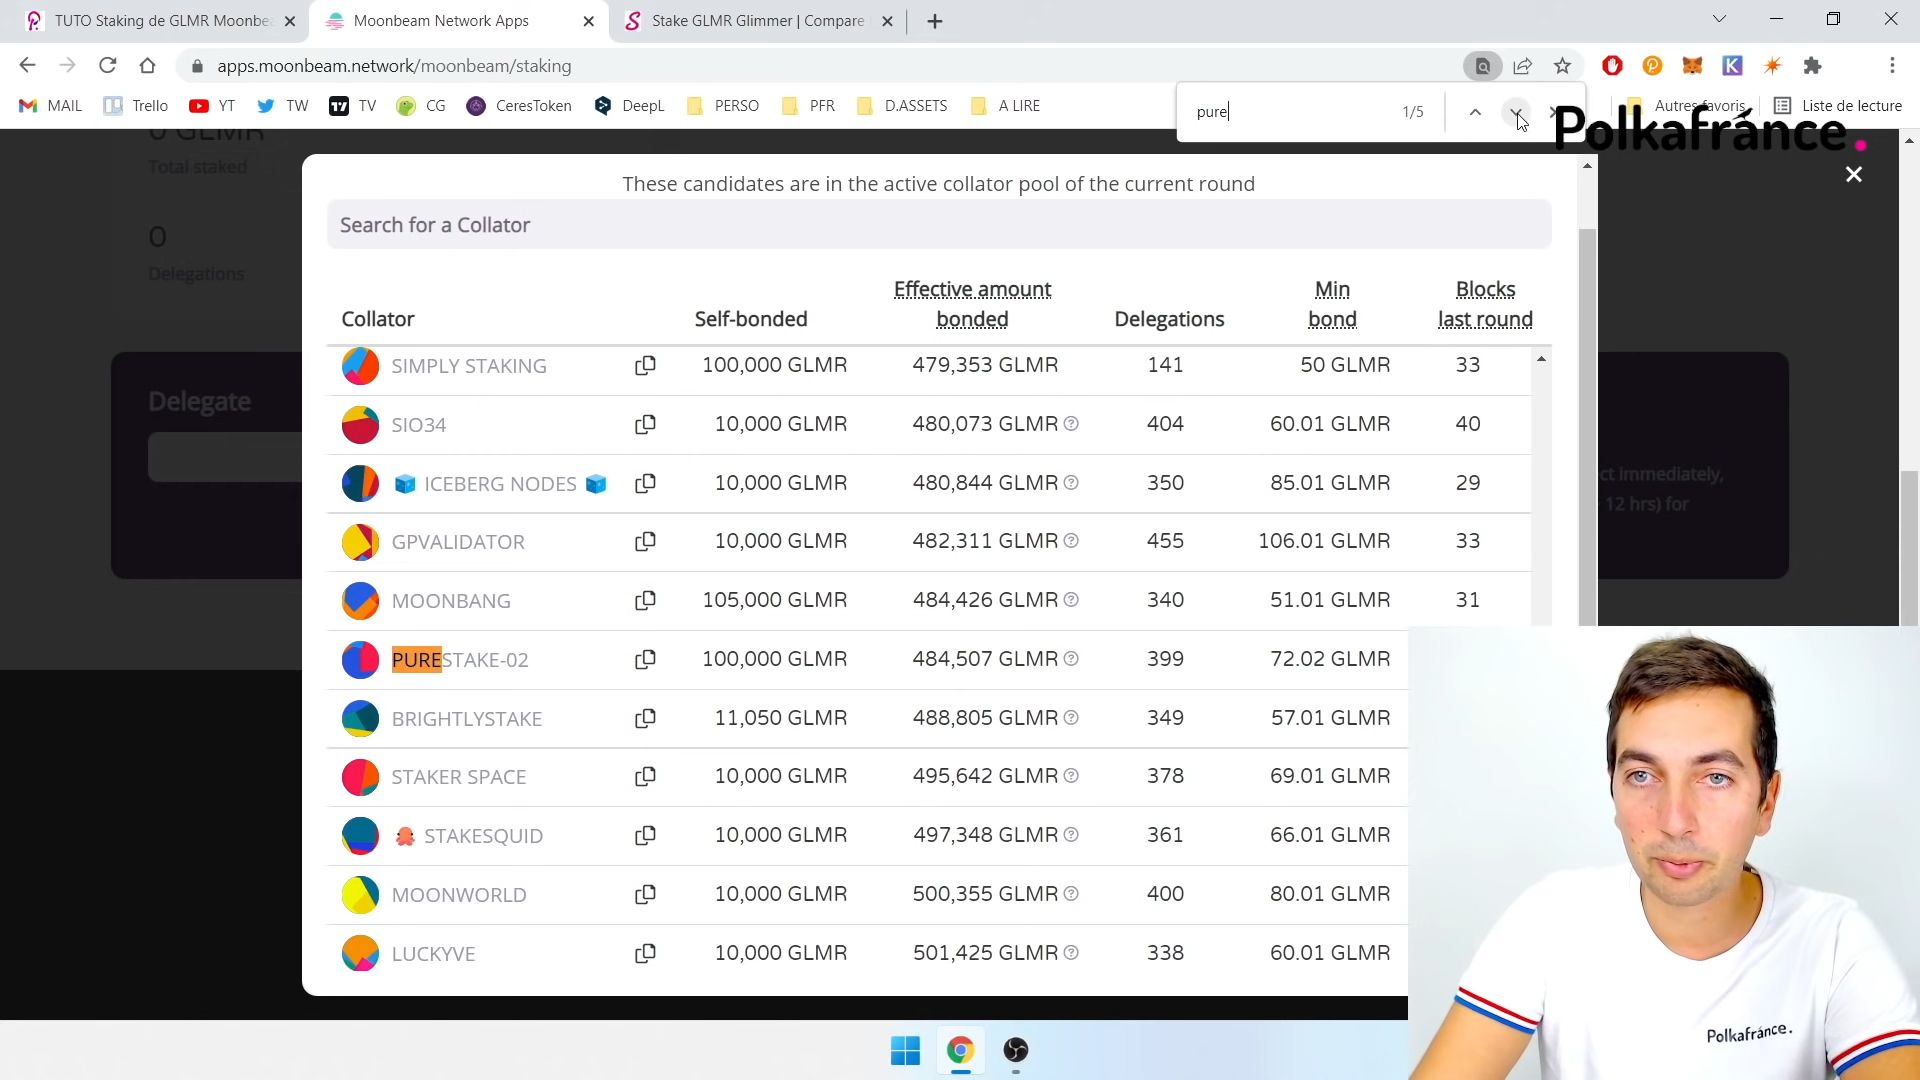 TUTO Staking de GLMR Moonbe
Moonbeam Network Apps
Stake GLMR Glimmer | Compare
apps.moonbeam.network/moonbeam/staking
MAIL
Trello
YT
TW
TV
CG
CeresToken
DeepL
PERSO
PFR
D.ASSETS
A LIRE
Autres favoris
Liste de lecture
pure
1/5
Polkafránce.
0 GLMR
Total staked
0
Delegations
Delegate
ct immediately,
12 hrs) for
These candidates are in the active collator pool of the current round
Search for a Collator
Collator Self-bonded Effective amount bonded Delegations Min bond Blocks last round
SIMPLY STAKING 100,000 GLMR 479,353 GLMR 141 50 GLMR 33
SIO34 10,000 GLMR 480,073 GLMR 404 60.01 GLMR 40
ICEBERG NODES 10,000 GLMR 480,844 GLMR 350 85.01 GLMR 29
GPVALIDATOR 10,000 GLMR 482,311 GLMR 455 106.01 GLMR 33
MOONBANG 105,000 GLMR 484,426 GLMR 340 51.01 GLMR 31
PURESTAKE-02 100,000 GLMR 484,507 GLMR 399 72.02 GLMR
BRIGHTLYSTAKE 11,050 GLMR 488,805 GLMR 349 57.01 GLMR
STAKER SPACE 10,000 GLMR 495,642 GLMR 378 69.01 GLMR
STAKESQUID 10,000 GLMR 497,348 GLMR 361 66.01 GLMR
MOONWORLD 10,000 GLMR 500,355 GLMR 400 80.01 GLMR
LUCKYVE 10,000 GLMR 501,425 GLMR 338 60.01 GLMR
Polkafránce.